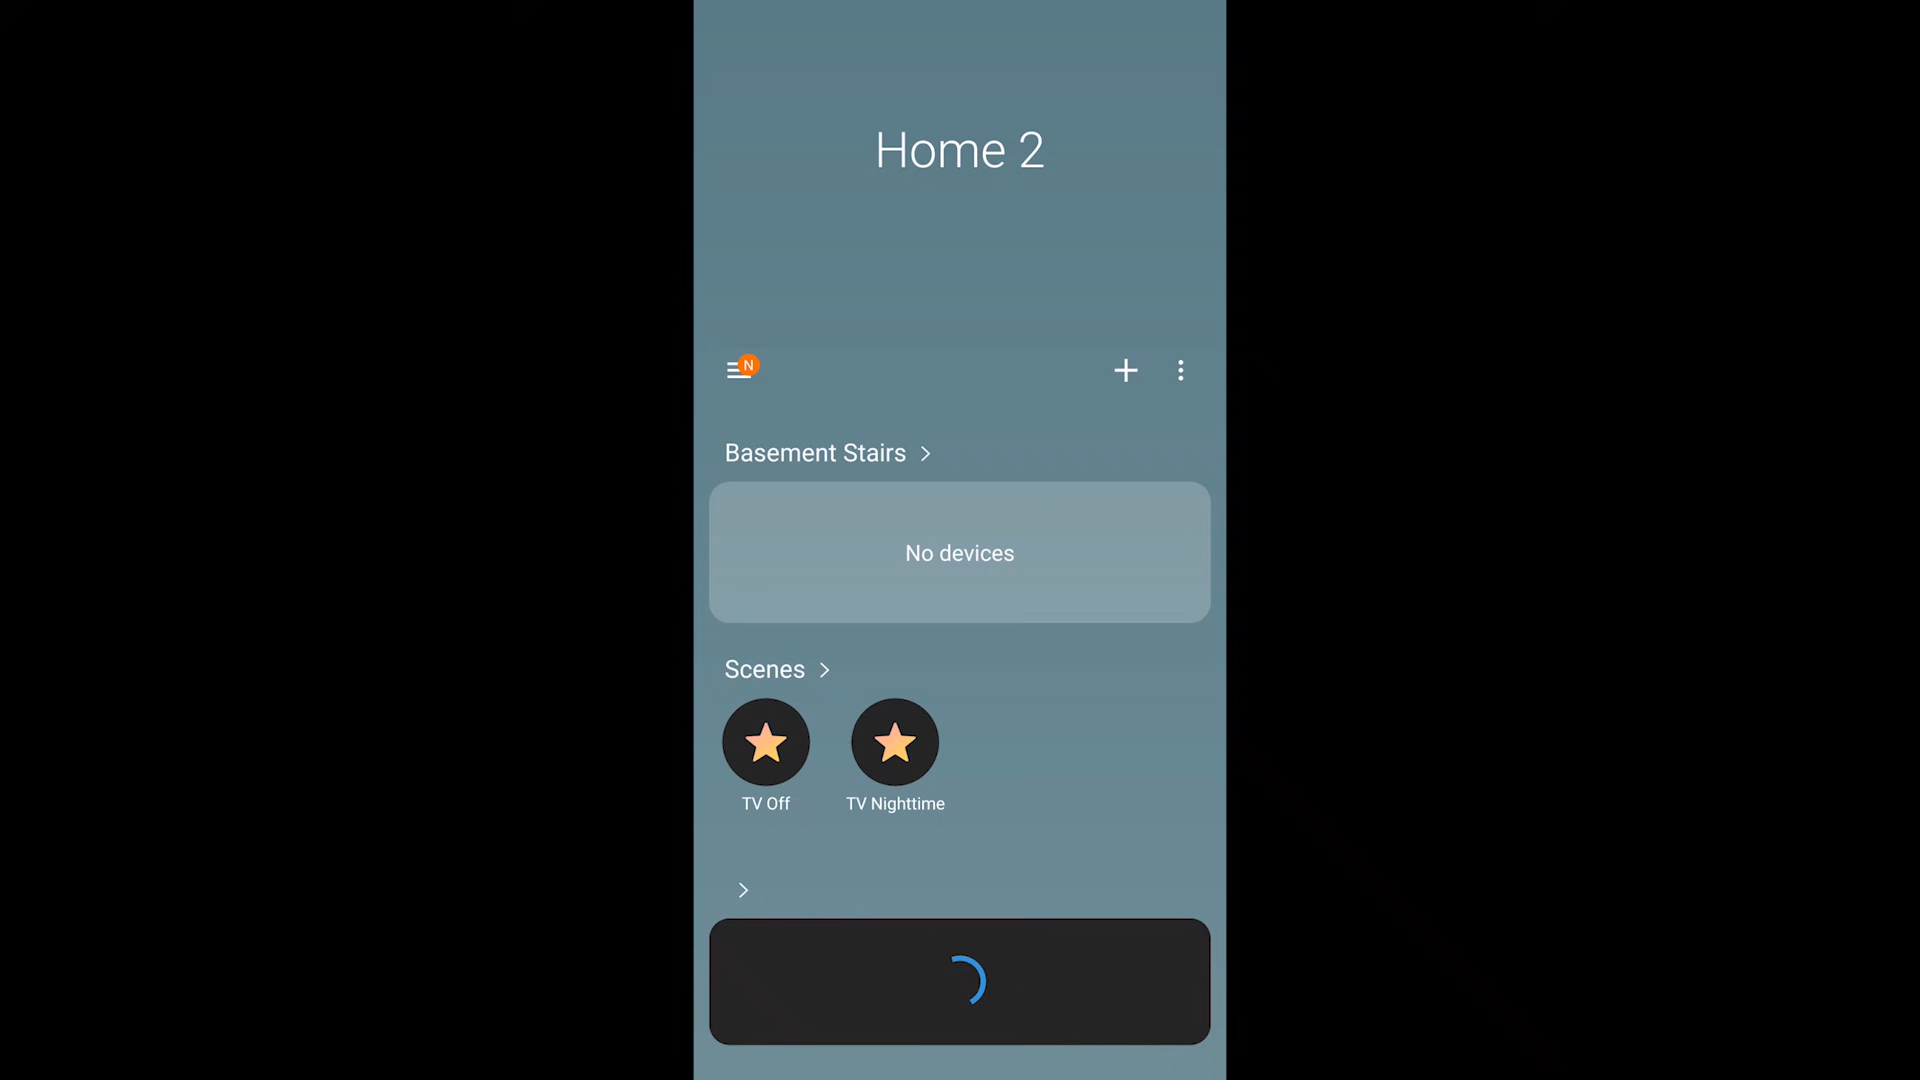 Home 2
N
Basement Stairs
No devices
Scenes
TV Off
TV Nighttime